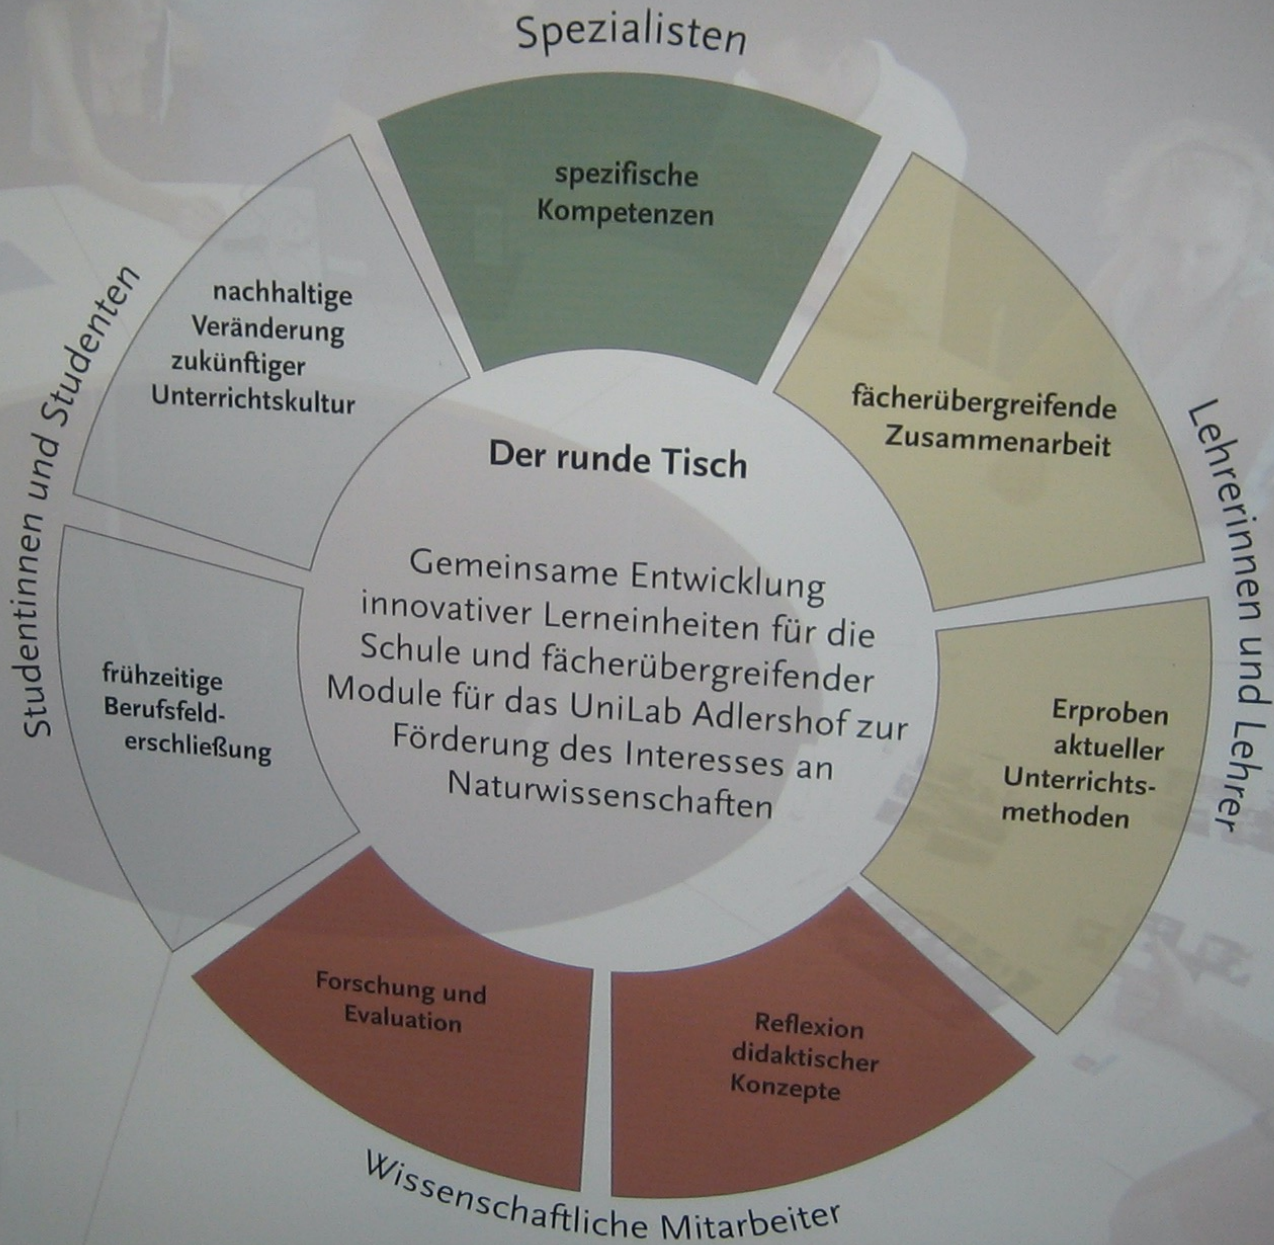 Spezialisten
spezifische
Kompetenzen
nachhaltige
Veränderung
zukünftiger
Unterrichtskultur
fächerübergreifende
Zusammenarbeit
Studentinnen und Studenten
Lehrerinnen und Lehrer
Der runde Tisch
Gemeinsame Entwicklung
innovativer Lerneinheiten für die
Schule und fächerübergreifender
Module für das UniLab Adlershof zur
Förderung des Interesses an
Naturwissenschaften
frühzeitige
Berufsfeld-
erschließung
Erproben
aktueller
Unterrichts-
methoden
Forschung und
Evaluation
Reflexion
didaktischer
Konzepte
Wissenschaftliche Mitarbeiter